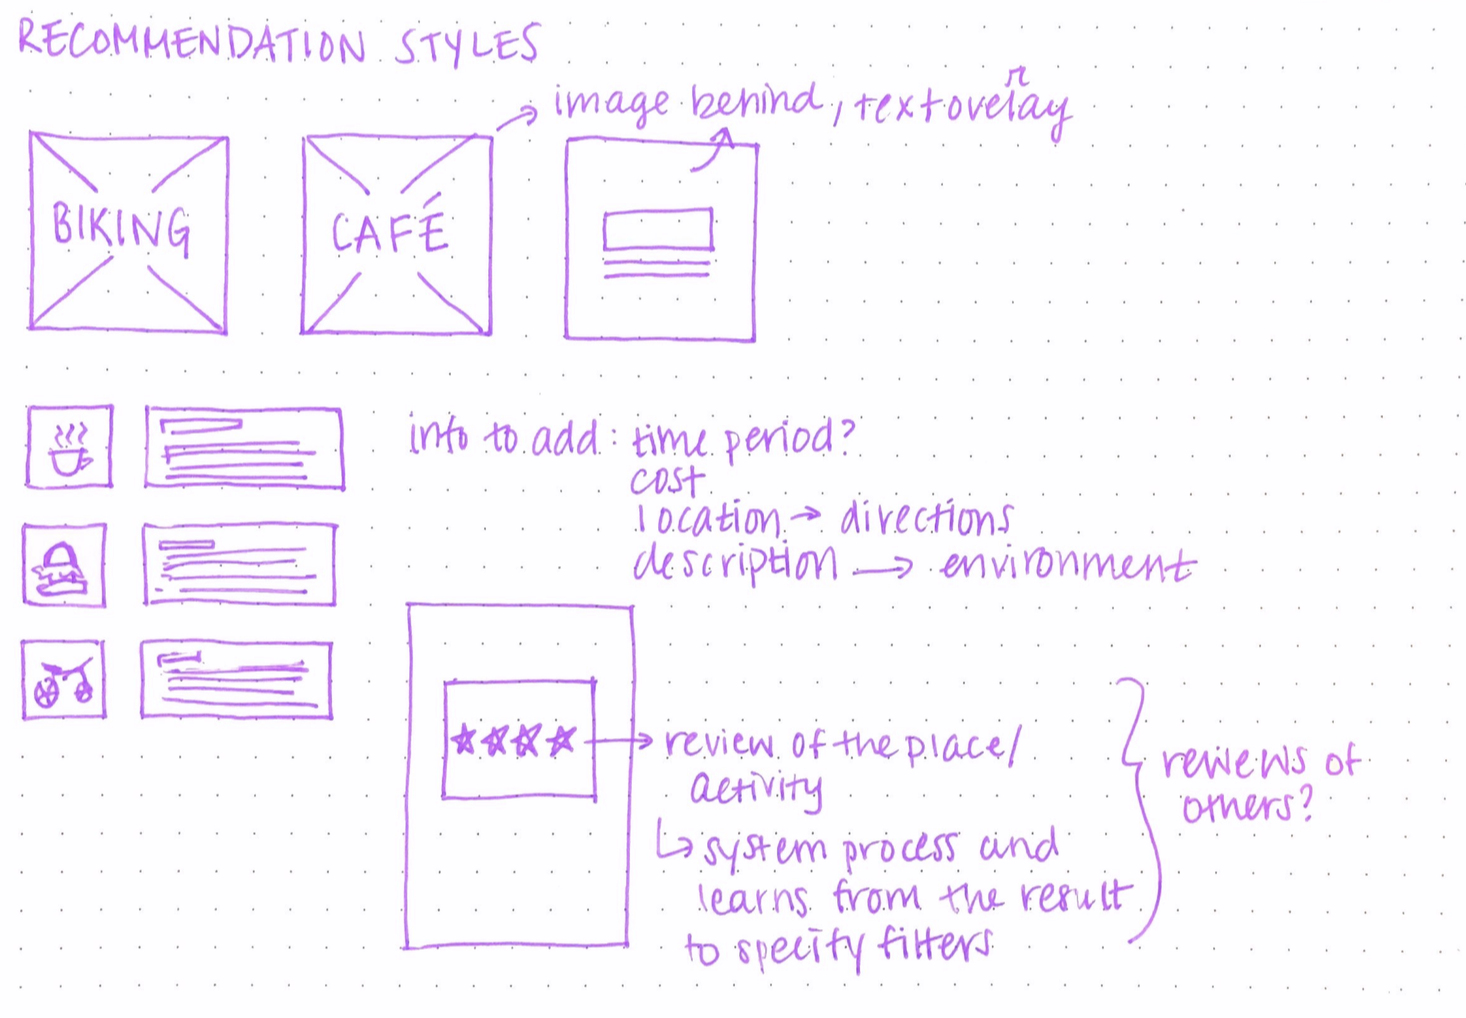 RECOMMENDATION STYLES
image behind, text overlay
BIKING
CAFÉ
info to add: time period?
cost
location → directions
description → environment
review of the place/
activity
↳ system process and
learns from the result
to specify filters
reviews of
others?